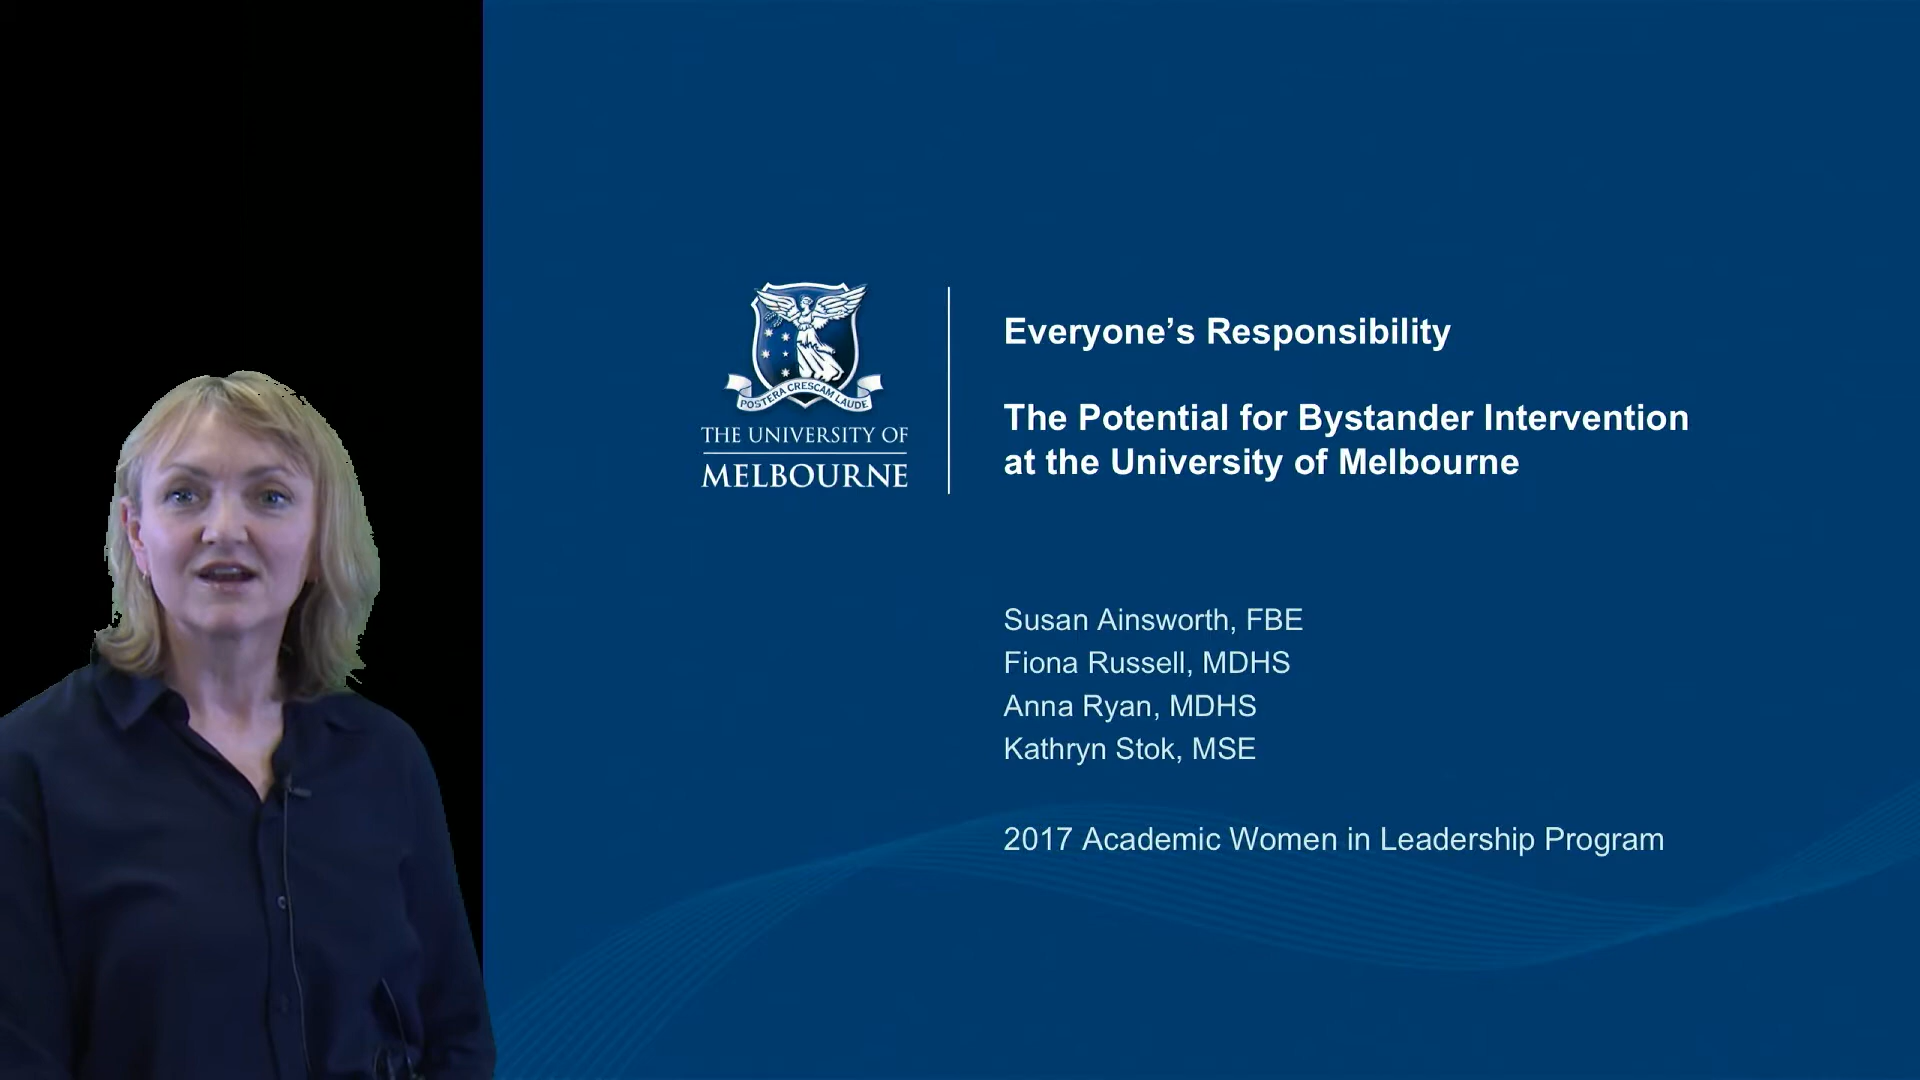 POSTERA CRESCAM LAUDE
THE UNIVERSITY OF
MELBOURNE
Everyone’s Responsibility
The Potential for Bystander Intervention
at the University of Melbourne
Susan Ainsworth, FBE
Fiona Russell, MDHS
Anna Ryan, MDHS
Kathryn Stok, MSE
2017 Academic Women in Leadership Program